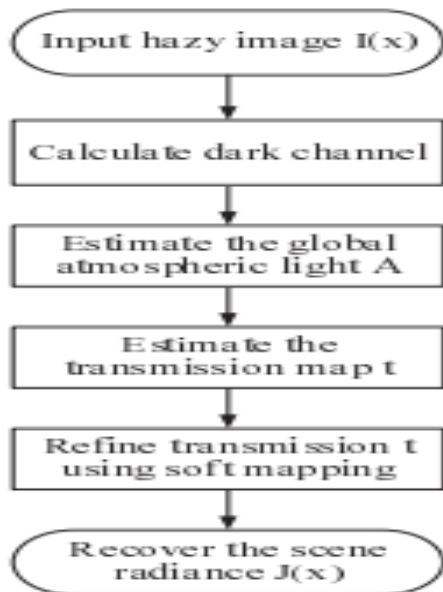 Input hazy image I(x)
Calculate dark channel
Estimate the global
atmospheric light A
Estimate the
transmission map t
Refine transmission t
using soft mapping
Recover the scene
radiance J(x)